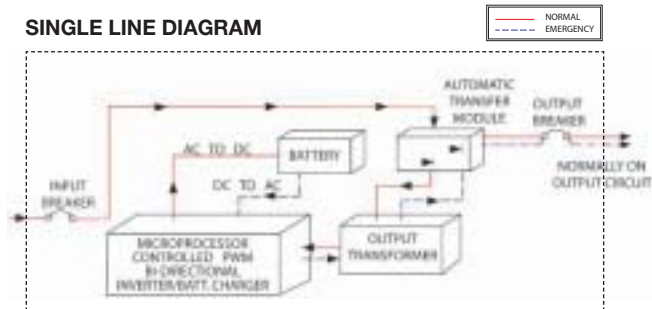 SINGLE LINE DIAGRAM
NORMAL
EMERGENCY
AUTOMATIC
TRANSFER
MODULE
OUTPUT
BREAKER
AC TO DC
BATTERY
DC TO AC
INPUT
BREAKER
NORMALLY ON
OUTPUT CIRCUIT
MICROPROCESSOR
CONTROLLED PWM
BI-DIRECTIONAL
INVERTER/BATT. CHARGER
OUTPUT
TRANSFORMER